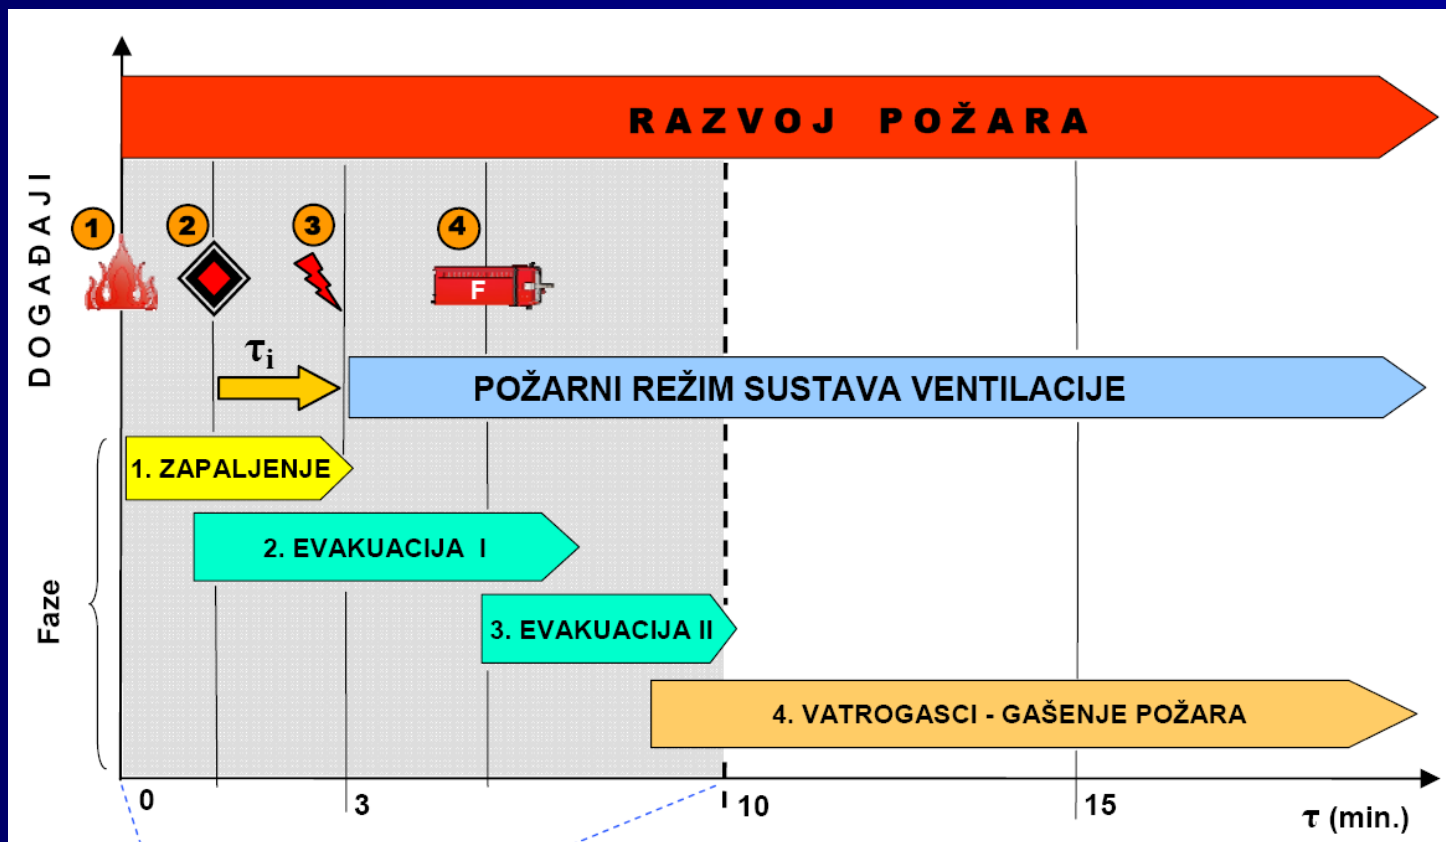 RAZVOJ POŽARA
DOGAĐAJI
1
2
3
4
F
τi
POŽARNI REŽIM SUSTAVA VENTILACIJE
Faze
1. ZAPALJENJE
2. EVAKUACIJA I
3. EVAKUACIJA II
4. VATROGASCI - GAŠENJE POŽARA
0
3
10
15
τ (min.)